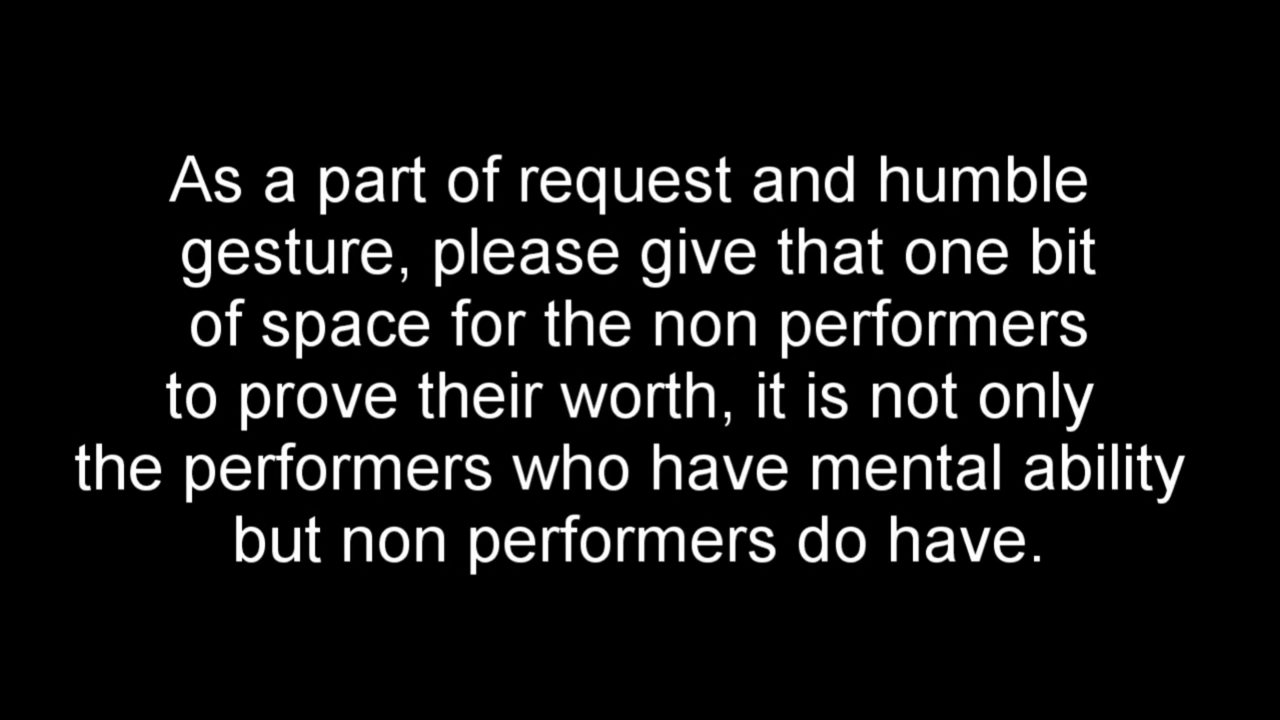 As a part of request and humble
gesture, please give that one bit
of space for the non performers
to prove their worth, it is not only
the performers who have mental ability
but non performers do have.